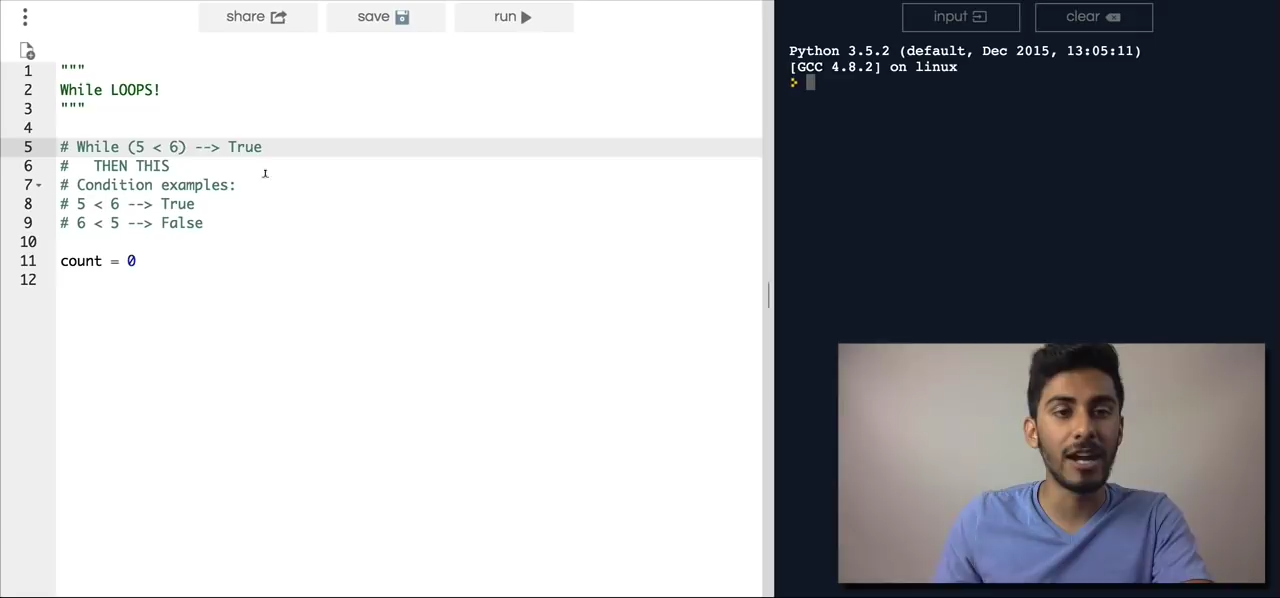 share save run input clear
Python 3.5.2 (default, Dec 2015, 13:05:11)
[GCC 4.8.2] on linux
1 """
2 While LOOPS!
3 """
4
5 # While (5 < 6) --> True
6 #   THEN THIS
7 # Condition examples:
8 # 5 < 6 --> True
9 # 6 < 5 --> False
10
11 count = 0
12